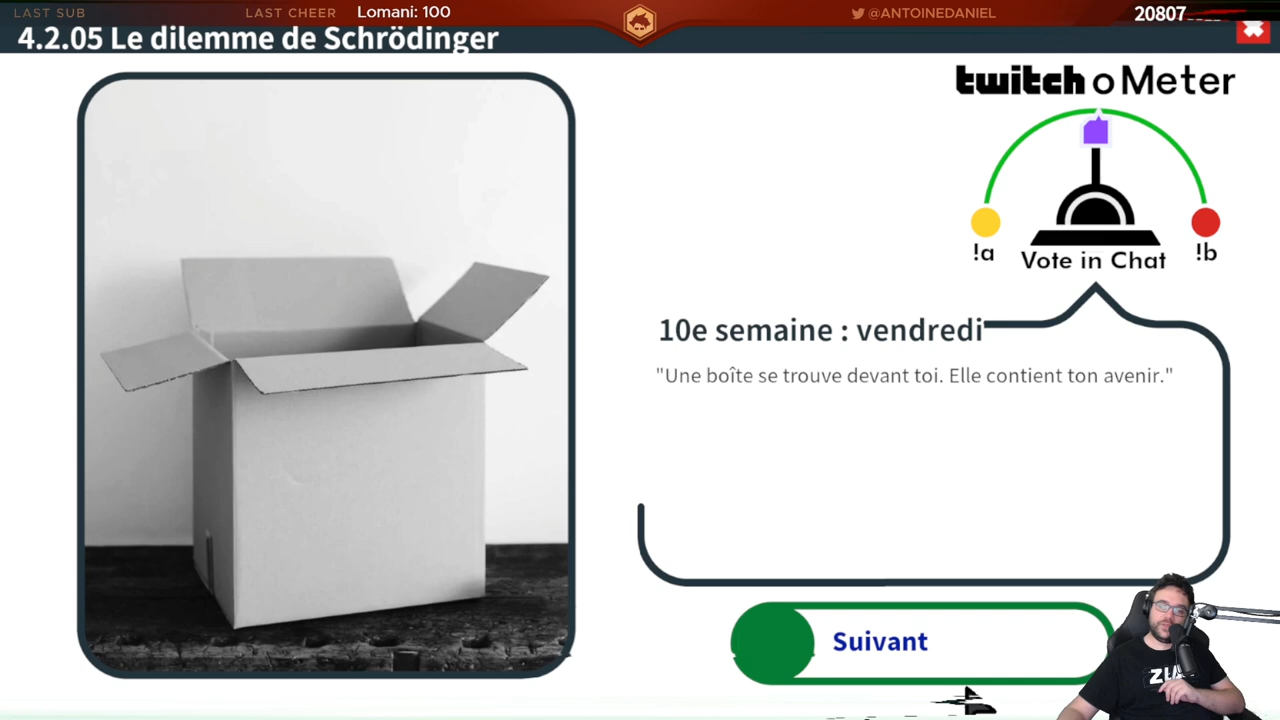 LAST SUB LAST CHEER Lomani: 100 @ANTOINEDANIEL 20807
4.2.05 Le dilemme de Schrödinger
twitch o Meter
!a Vote in Chat !b
10e semaine : vendredi
"Une boîte se trouve devant toi. Elle contient ton avenir."
Suivant